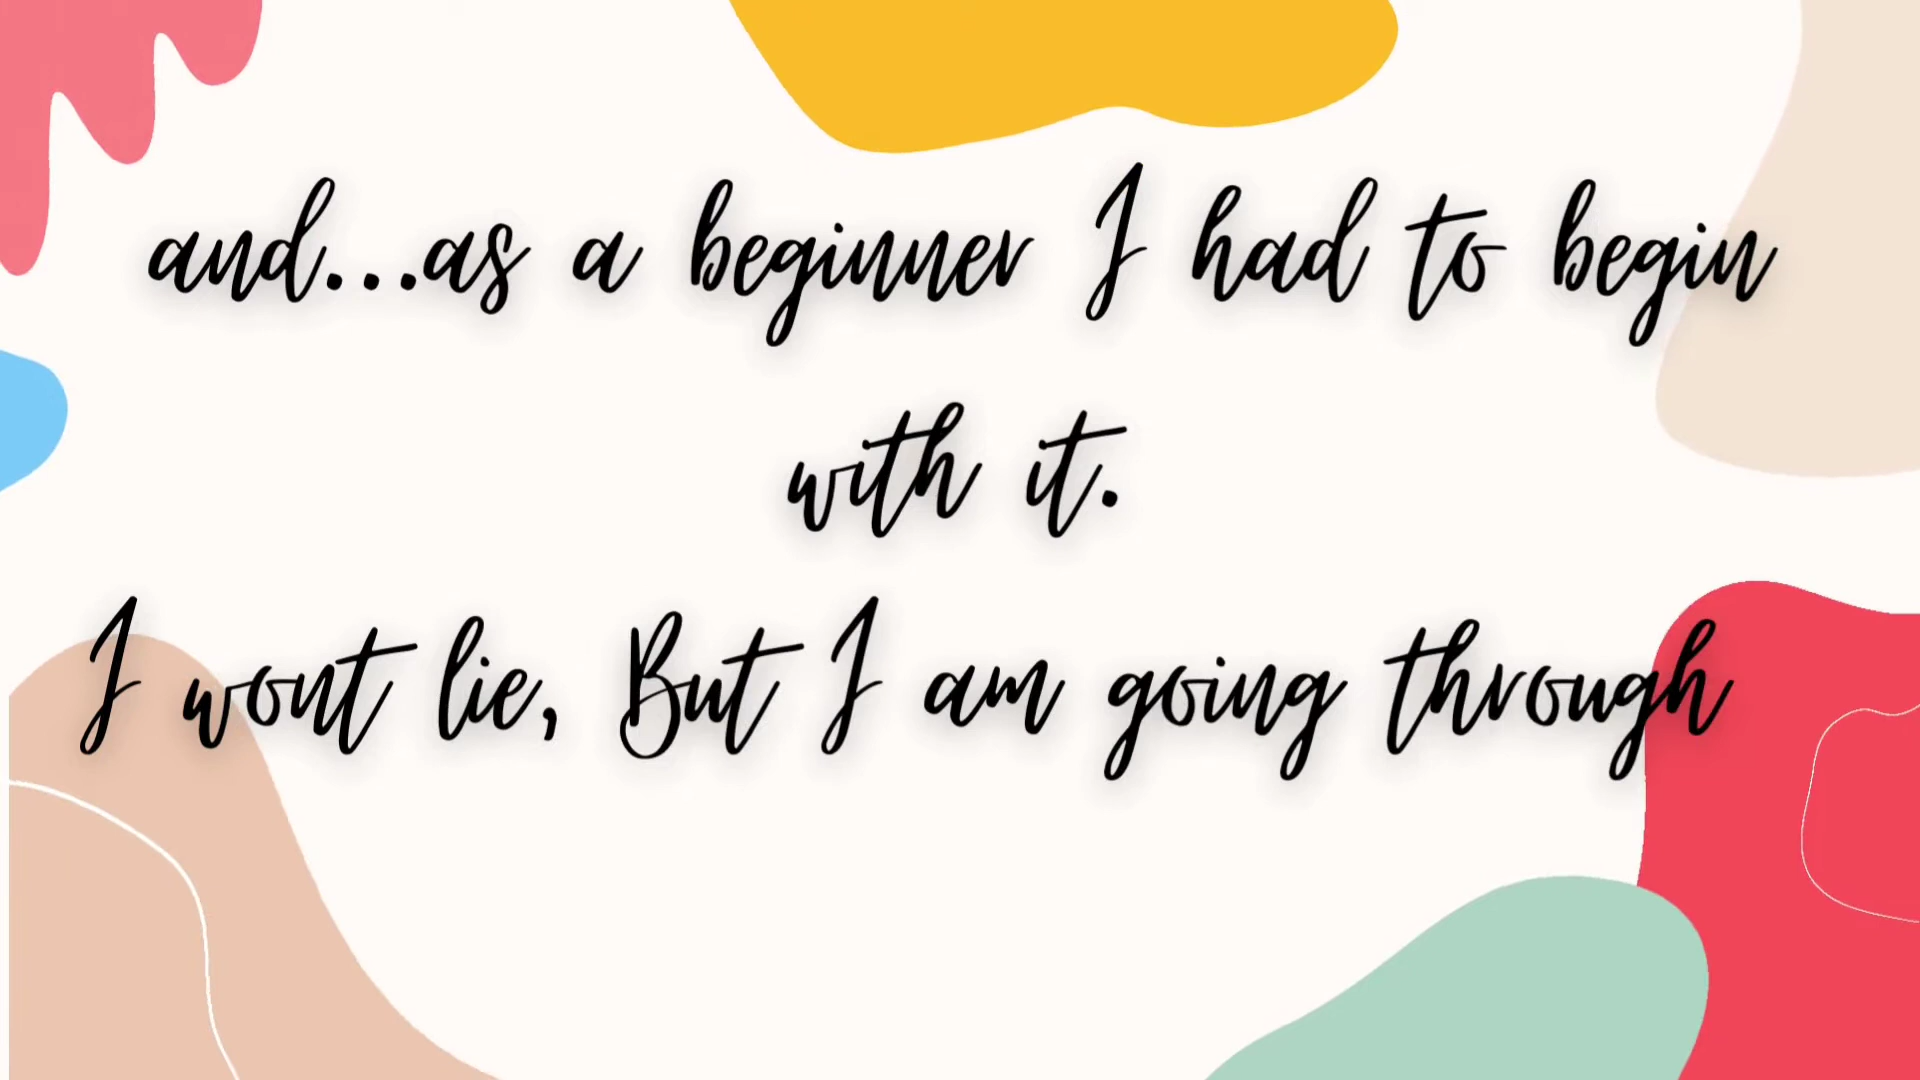 and...as a beginner I had to begin
with it.
I wont lie, But I am going through